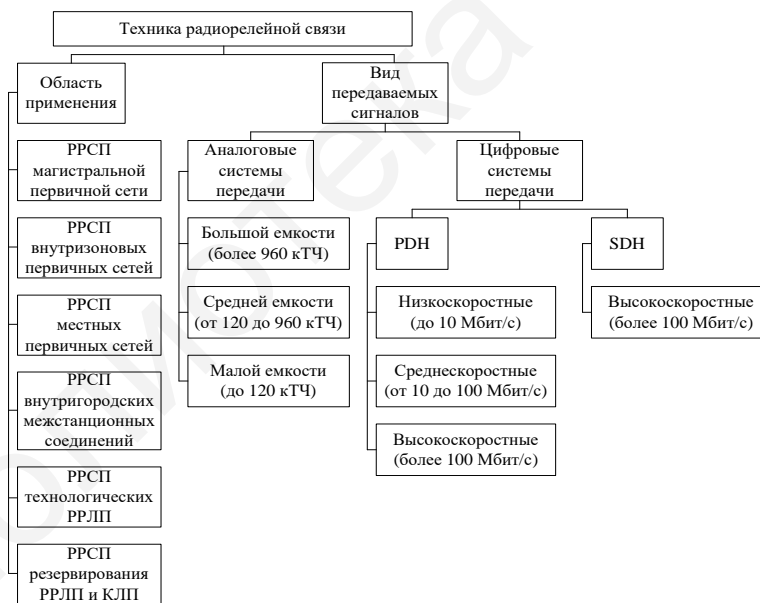 Техника радиорелейной связи
Область
применения
Вид
передаваемых
сигналов
РРСП
магистральной
первичной сети
РРСП
внутризоновых
первичных сетей
РРСП
местных
первичных сетей
РРСП
внутригородских
межстанционных
соединений
РРСП
технологических
РРЛП
РРСП
резервирования
РРЛП и КЛП
Аналоговые
системы
передачи
Большой емкости
(более 960 кТЧ)
Средней емкости
(от 120 до 960 кТЧ)
Малой емкости
(до 120 кТЧ)
Цифровые
системы
передачи
PDH
Низкоскоростные
(до 10 Мбит/с)
Среднескоростные
(от 10 до 100 Мбит/с)
Высокоскоростные
(более 100 Мбит/с)
SDH
Высокоскоростные
(более 100 Мбит/с)